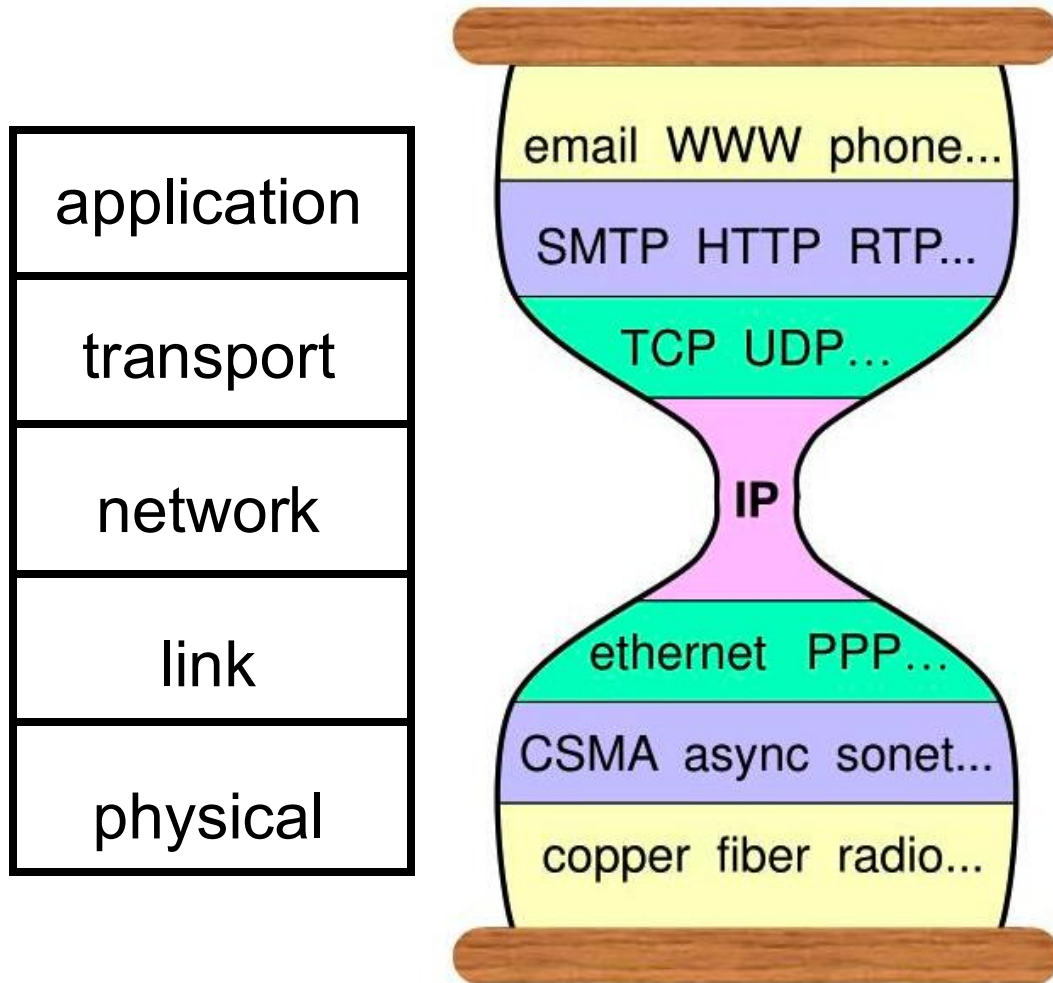 application
transport
network
link
physical
email WWW phone...
SMTP HTTP RTP...
TCP UDP...
IP
ethernet PPP...
CSMA async sonet...
copper fiber radio...